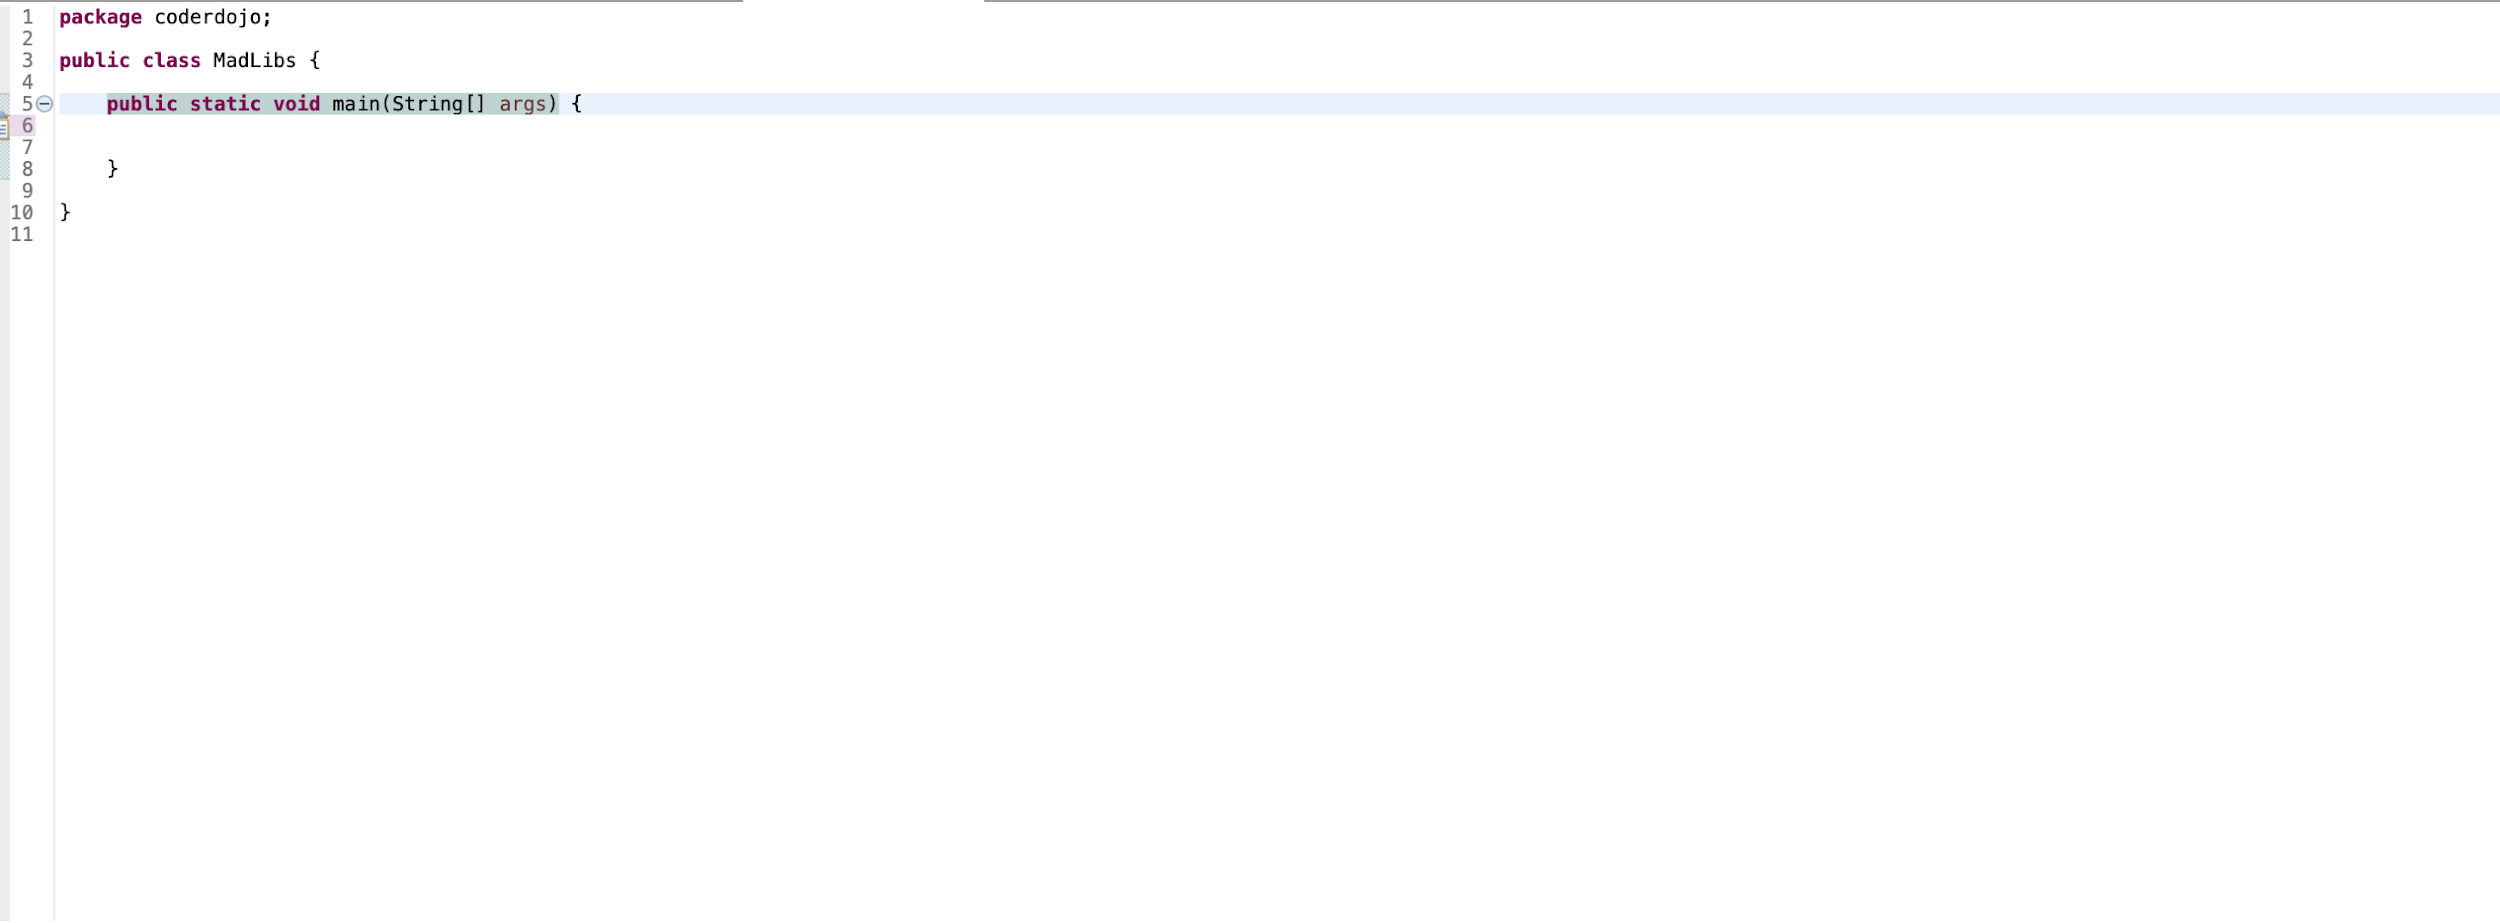 1 package coderdojo;
2
3 public class MadLibs {
4
5 public static void main(String[] args) {
6
7
8 }
9
10 }
11